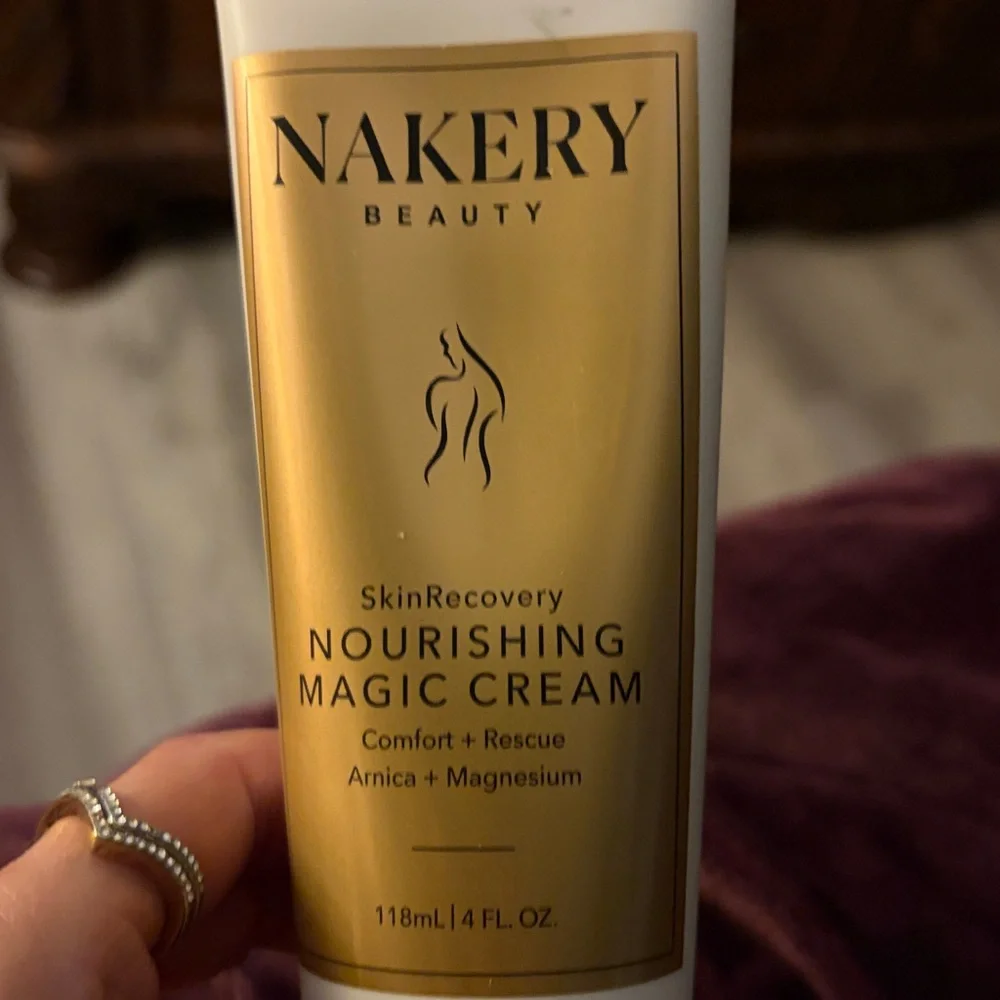 NAKERY
BEAUTY
SkinRecovery
NOURISHING
MAGIC CREAM
Comfort + Rescue
Arnica + Magnesium
118mL | 4 FL. OZ.